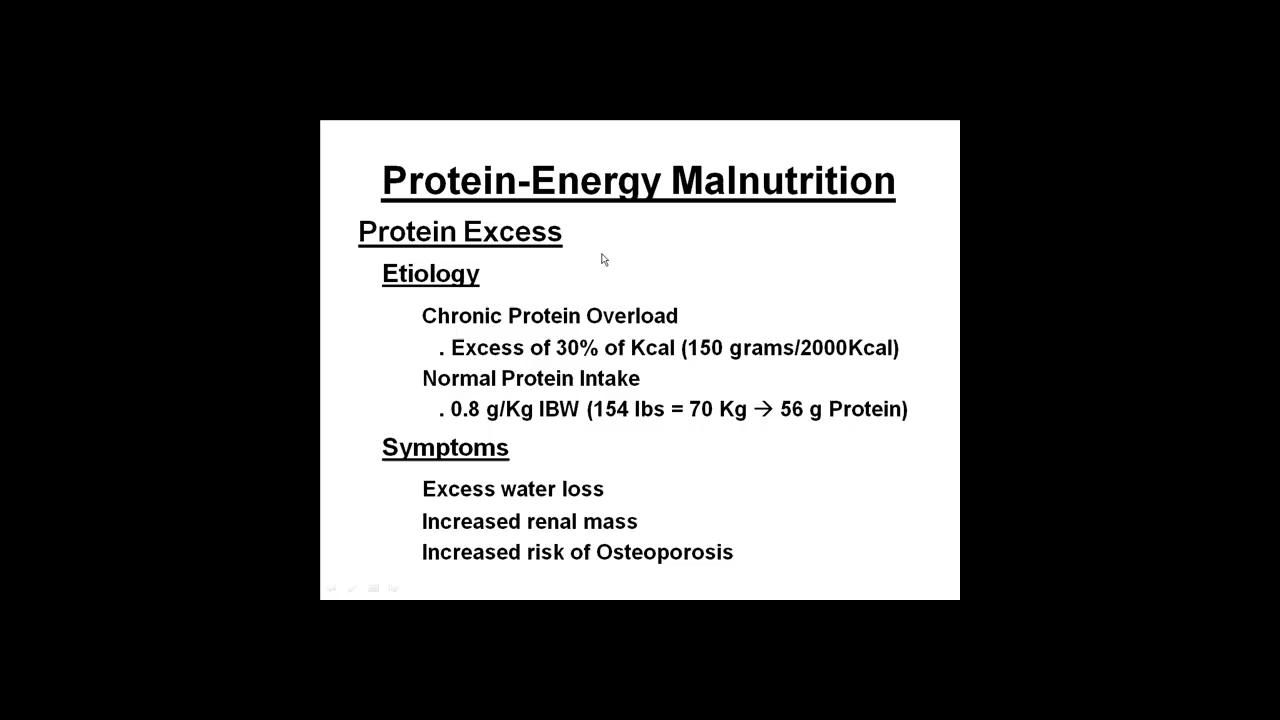 Protein-Energy Malnutrition
Protein Excess
Etiology
Chronic Protein Overload
. Excess of 30% of Kcal (150 grams/2000Kcal)
Normal Protein Intake
. 0.8 g/Kg IBW (154 lbs = 70 Kg → 56 g Protein)
Symptoms
Excess water loss
Increased renal mass
Increased risk of Osteoporosis